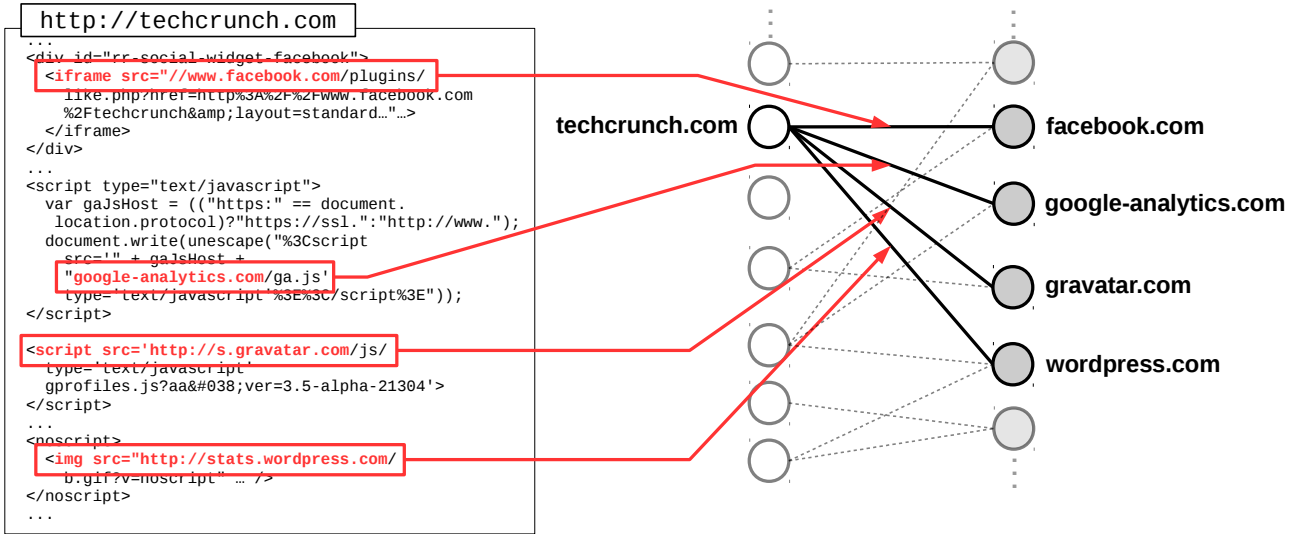 http://techcrunch.com
...
<div id="rr-social-widget-facebook">
<iframe src="//www.facebook.com/plugins/
like.php?href=http%3A%2F%2Fwww.facebook.com
%2Ftechcrunch&amp;layout=standard…"…>
</iframe>
</div>
...
<script type="text/javascript">
var gaJsHost = (("https:" == document.
location.protocol)?"https://ssl.":"http://www.");
document.write(unescape("%3Cscript
src='" + gaJsHost +
"google-analytics.com/ga.js'
type='text/javascript'%3E%3C/script%3E"));
</script>
<script src='http://s.gravatar.com/js/
type='text/javascript'
gprofiles.js?aa&#038;ver=3.5-alpha-21304'>
</script>
...
<noscript>
<img src="http://stats.wordpress.com/
b.gif?v=noscript" … />
</noscript>
...
techcrunch.com
facebook.com
google-analytics.com
gravatar.com
wordpress.com